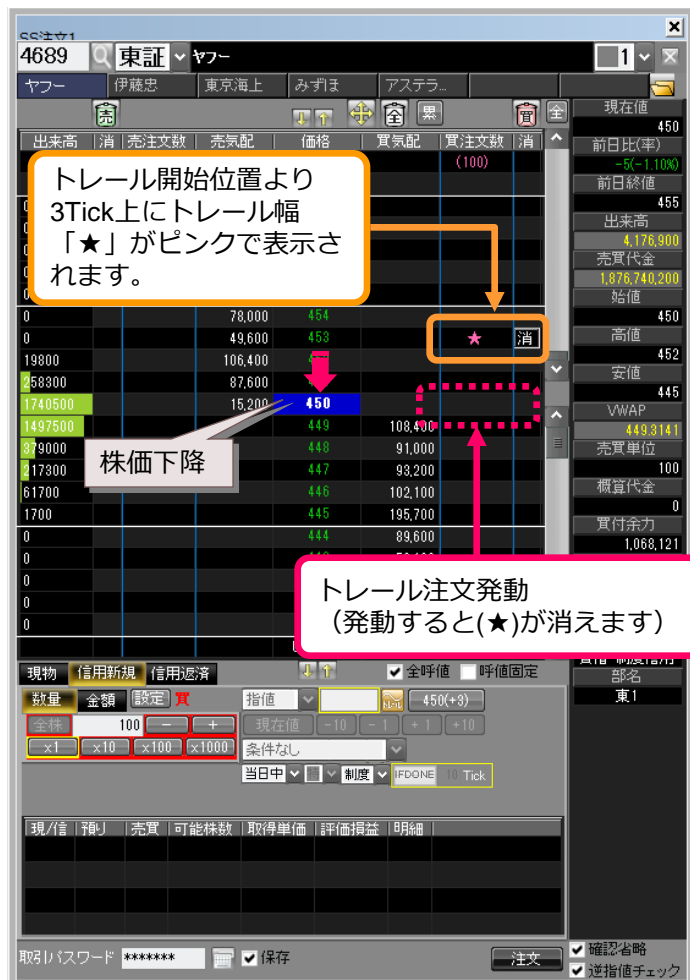 SS注文1
4689 東証 ヤフー 1
ヤフー 伊藤忠 東京海上 みずほ アステラ...
売 全 累 買 全
出来高 消 売注文数 売気配 価格 買気配 買注文数 消
(100)
トレール開始位置より
3Tick上にトレール幅
「★」がピンクで表示さ
れます。
0 78,000 454
0 49,600 453 ★ 消
19800 106,400
258300 87,600
1740500 15,200 450
1497500 449 108,400
379000 448 91,000
217300 447 93,200
61700 446 102,100
1700 445 195,700
0 444 89,600
0
0
0
0
株価下降
トレール注文発動
（発動すると(★)が消えます）
現在値
450
前日比(率)
-5(-1.10%)
前日終値
455
出来高
4,176,900
売買代金
1,876,740,200
始値
450
高値
452
安値
445
VWAP
449.3141
売買単位
100
概算代金
0
買付余力
1,068,121
部名
東1
現物 信用新規 信用返済 全呼値 呼値固定
数量 金額 設定 買 指値 450(+3)
全株 100 － ＋ 現在値 -10 -1 +1 +10
x1 x10 x100 x1000 条件なし
当日中 制度 IFDONE 10 Tick
現/信 預り 売買 可能株数 取得単価 評価損益 明細
取引パスワード ******* 保存 注文
確認省略
逆指値チェック